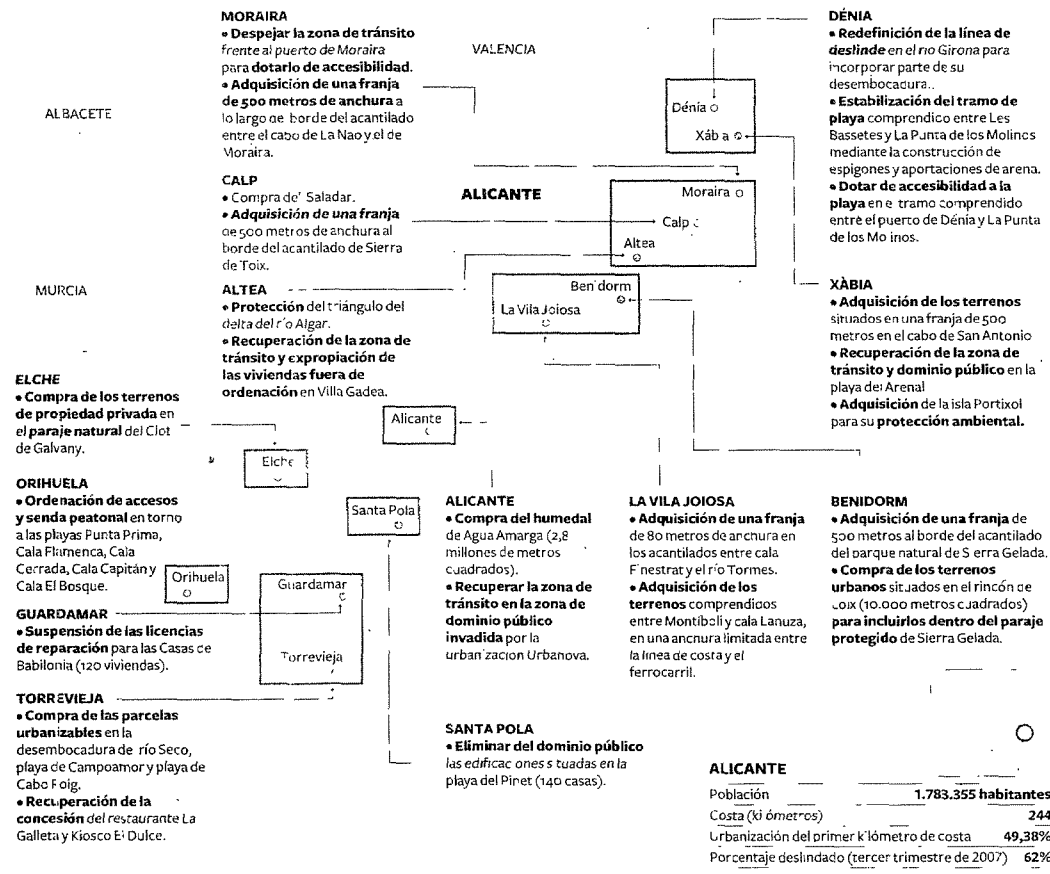 MORAIRA
• Despejar la zona de tránsito
frente al puerto de Moraira
para dotarlo de accesibilidad.
• Adquisición de una franja
de 500 metros de anchura a
lo largo de borde del acantilado
entre el cabo de La Nao y el de
Moraira.
CALP
• Compra de Saladar.
• Adquisición de una franja
de 500 metros de anchura al
borde del acantilado de Sierra
de Toix.
ALTEA
• Protección del triángulo del
delta del río Algar.
• Recuperación de la zona de
tránsito y expropiación de
las viviendas fuera de
ordenación en Villa Gadea.
ALBACETE
MURCIA
VALENCIA
ALICANTE
Dénia
Xábia
Moraira
Calp
Altea
Benidorm
La Vila Joiosa
Alicante
Elche
Santa Pola
Orihuela
Guardamar
Torrevieja
DÉNIA
• Redefinición de la línea de
deslinde en el río Girona para
incorporar parte de su
desembocadura..
• Estabilización del tramo de
playa comprendido entre Les
Bassetes y La Punta de los Molinos
mediante la construcción de
espigones y aportaciones de arena.
• Dotar de accesibilidad a la
playa en e tramo comprendido
entre el puerto de Dénia y La Punta
de los Molinos.
XÀBIA
• Adquisición de los terrenos
situados en una franja de 500
metros en el cabo de San Antonio
• Recuperación de la zona de
tránsito y dominio público en la
playa del Arenal
• Adquisición de la isla Portixol
para su protección ambiental.
ELCHE
• Compra de los terrenos
de propiedad privada en
el paraje natural del Clot
de Galvany.
ORIHUELA
• Ordenación de accesos
y senda peatonal en torno
a las playas Punta Prima,
Cala Flamenca, Cala
Cerrada, Cala Capitán y
Cala El Bosque.
GUARDAMAR
• Suspensión de las licencias
de reparación para las Casas de
Babilonia (120 viviendas).
TORREVIEJA
• Compra de las parcelas
urbanizables en la
desembocadura de río Seco,
playa de Campoamor y playa de
Cabo Roig.
• Recuperación de la
concesión del restaurante La
Galleta y Kiosco El Dulce.
ALICANTE
• Compra del humedal
de Agua Amarga (2,8
millones de metros
cuadrados).
• Recuperar la zona de
tránsito en la zona de
dominio público
invadida por la
urbanización Urbanova.
SANTA POLA
• Eliminar del dominio público
las edificaciones situadas en la
playa del Pinet (140 casas).
LA VILA JOIOSA
• Adquisición de una franja
de 80 metros de anchura en
los acantilados entre cala
Finestrat y el río Tormes.
• Adquisición de los
terrenos comprendidos
entre Montíboli y cala Lanuza,
en una anchura limitada entre
la línea de costa y el
ferrocarril.
BENIDORM
• Adquisición de una franja de
500 metros al borde del acantilado
del parque natural de Sierra Gelada.
• Compra de los terrenos
urbanos situados en el rincón de
Loix (10.000 metros cuadrados)
para incluirlos dentro del paraje
protegido de Sierra Gelada.
ALICANTE
Población 1.783.355 habitantes
Costa (kilómetros) 244
Urbanización del primer kilómetro de costa 49,38%
Porcentaje deslindado (tercer trimestre de 2007) 62%